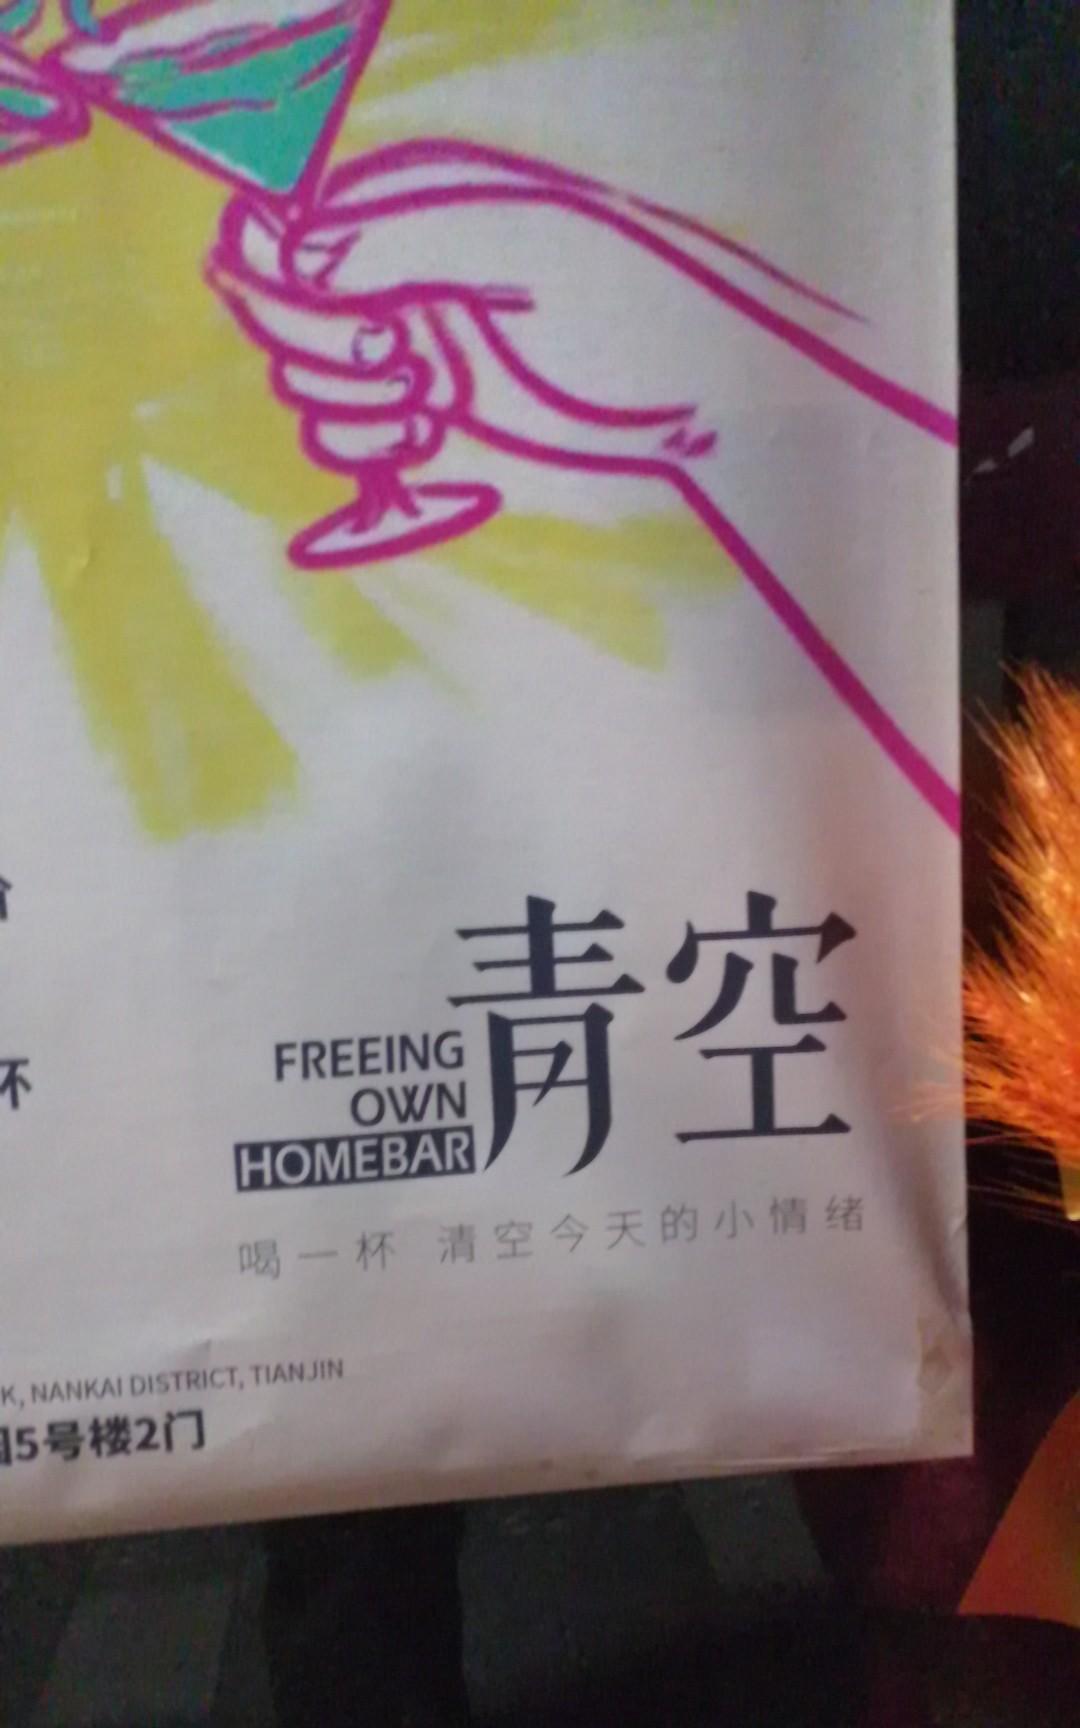 杯
青空
FREEING
OWN
HOMEBAR
喝一杯 清空今天的小情绪
K, NANKAI DISTRICT, TIANJIN
5号楼2门